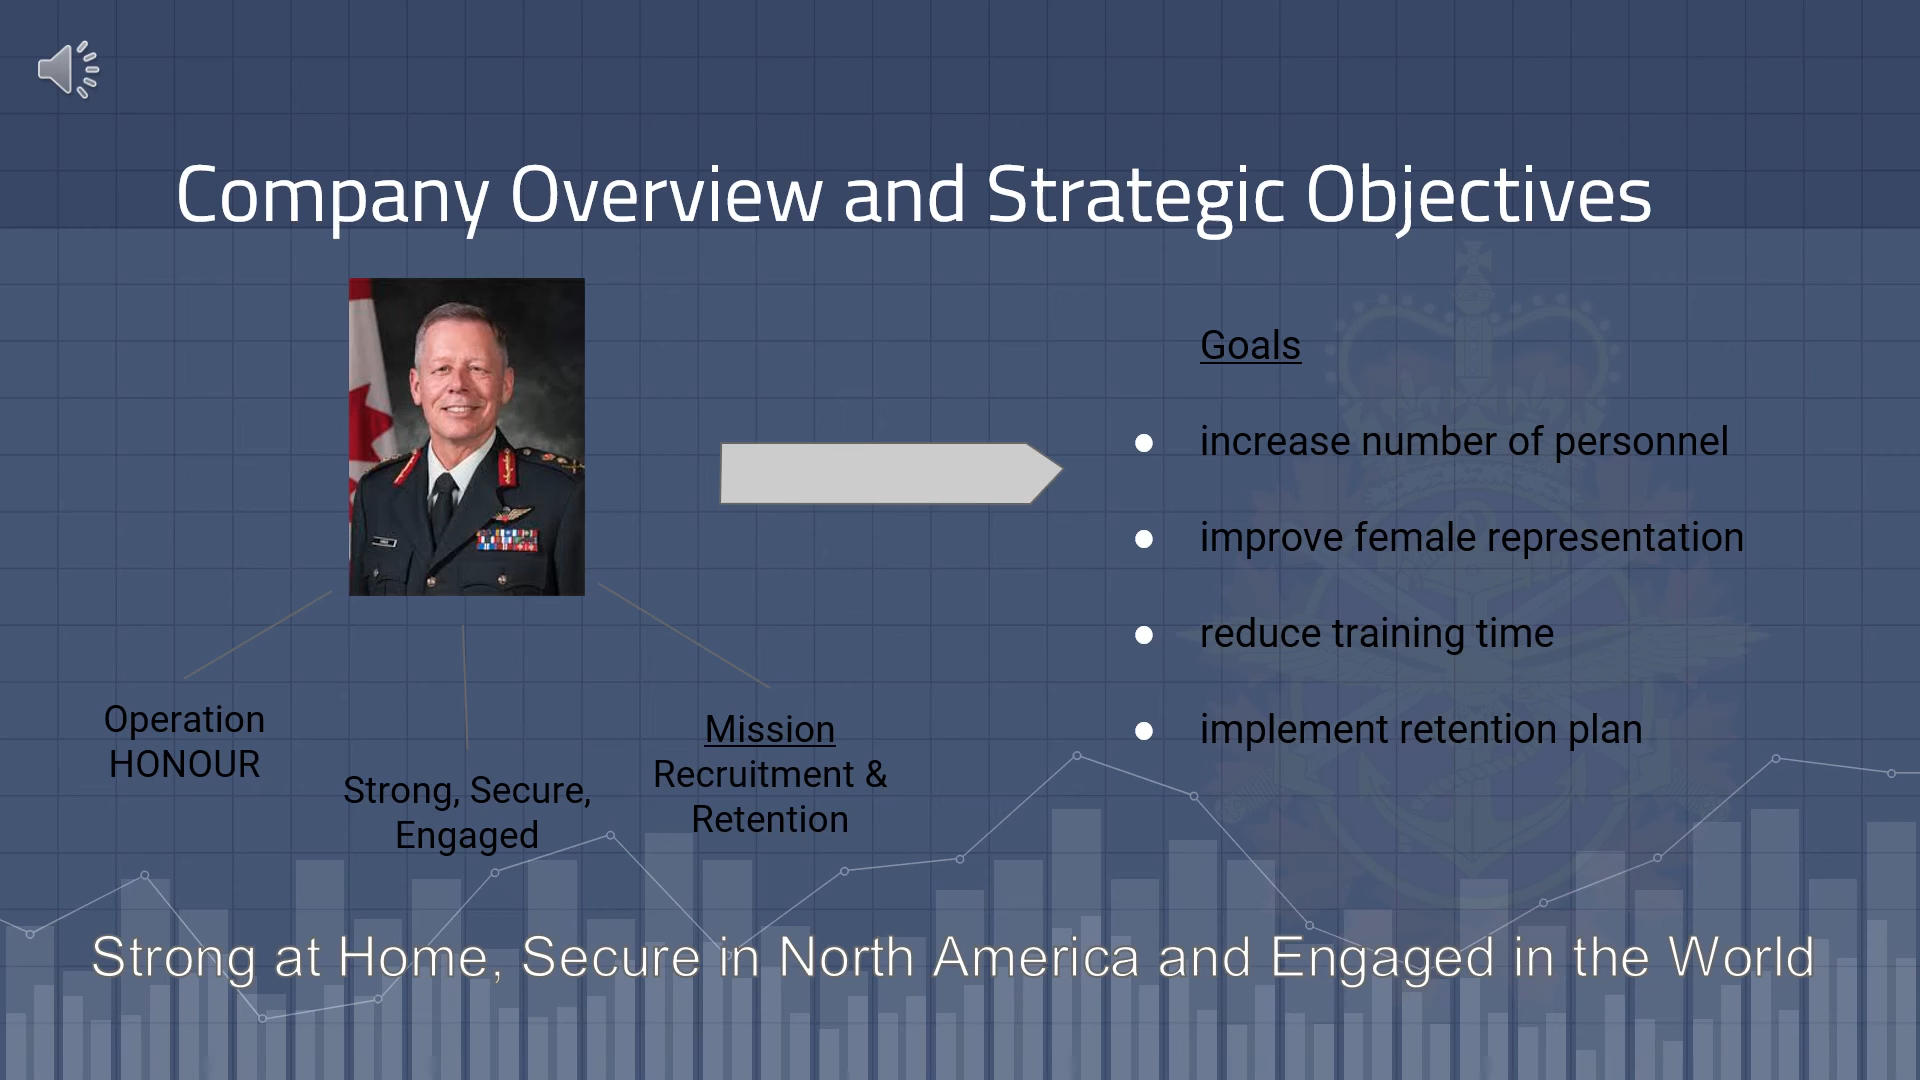 Company Overview and Strategic Objectives
Goals
increase number of personnel
improve female representation
reduce training time
implement retention plan
Operation
HONOUR
Strong, Secure,
Engaged
Mission
Recruitment &
Retention
Strong at Home, Secure in North America and Engaged in the World